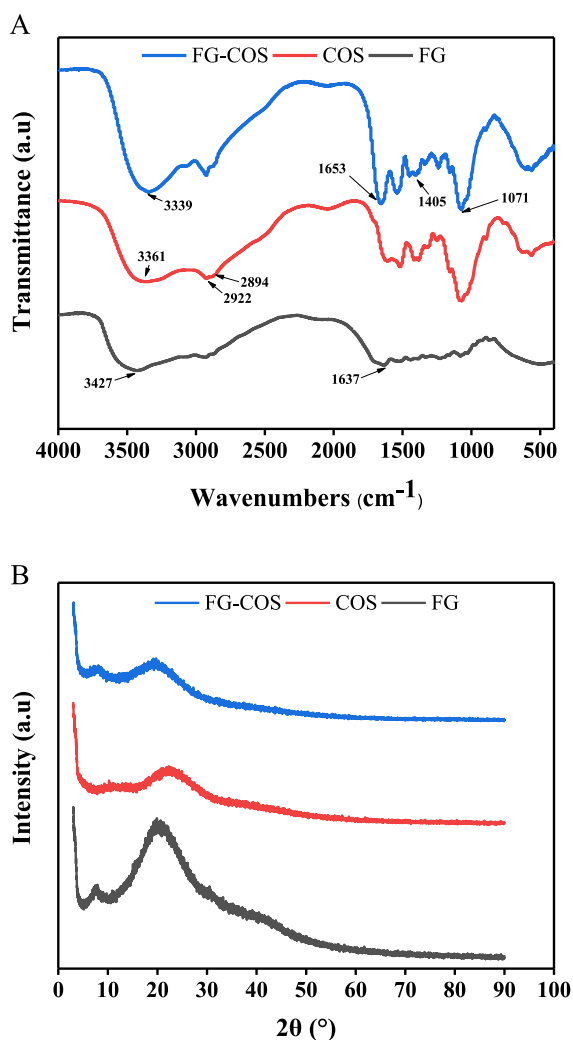 A
FG-COS COS FG
Transmittance (a.u)
1653
1405
1071
3339
3361
2894
2922
3427
1637
4000 3500 3000 2500 2000 1500 1000 500
Wavenumbers (cm-1)
B
FG-COS COS FG
Intensity (a.u)
0 10 20 30 40 50 60 70 80 90 100
2θ (°)